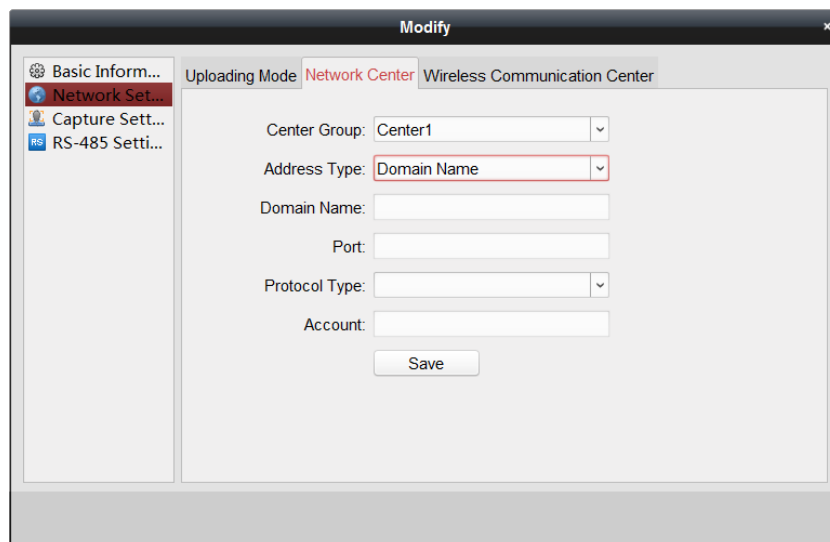 Modify
×
Basic Inform...
Network Set...
Capture Sett...
RS RS-485 Setti...
Uploading Mode Network Center Wireless Communication Center
Center Group: Center1
Address Type: Domain Name
Domain Name:
Port:
Protocol Type:
Account:
Save